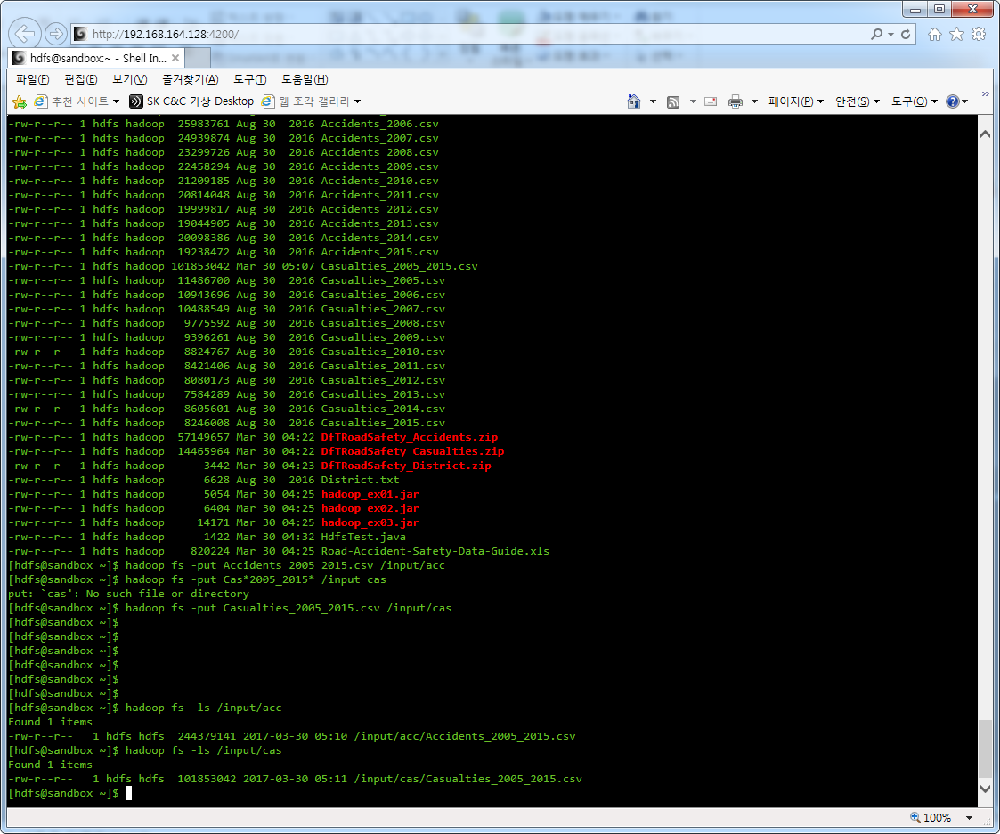 http://192.168.164.128:4200/
hdfs@sandbox:~ - Shell In...
파일(F) 편집(E) 보기(V) 즐겨찾기(A) 도구(T) 도움말(H)
추천 사이트 SK C&C 가상 Desktop 웹 조각 갤러리 페이지(P) 안전(S) 도구(O)
-rw-r--r-- 1 hdfs hadoop  25983761 Aug 30  2016 Accidents_2006.csv
-rw-r--r-- 1 hdfs hadoop  24939874 Aug 30  2016 Accidents_2007.csv
-rw-r--r-- 1 hdfs hadoop  23299726 Aug 30  2016 Accidents_2008.csv
-rw-r--r-- 1 hdfs hadoop  22458294 Aug 30  2016 Accidents_2009.csv
-rw-r--r-- 1 hdfs hadoop  21209185 Aug 30  2016 Accidents_2010.csv
-rw-r--r-- 1 hdfs hadoop  20814048 Aug 30  2016 Accidents_2011.csv
-rw-r--r-- 1 hdfs hadoop  19999817 Aug 30  2016 Accidents_2012.csv
-rw-r--r-- 1 hdfs hadoop  19044905 Aug 30  2016 Accidents_2013.csv
-rw-r--r-- 1 hdfs hadoop  20098386 Aug 30  2016 Accidents_2014.csv
-rw-r--r-- 1 hdfs hadoop  19238472 Aug 30  2016 Accidents_2015.csv
-rw-r--r-- 1 hdfs hadoop 101853042 Mar 30 05:07 Casualties_2005_2015.csv
-rw-r--r-- 1 hdfs hadoop  11486700 Aug 30  2016 Casualties_2005.csv
-rw-r--r-- 1 hdfs hadoop  10943696 Aug 30  2016 Casualties_2006.csv
-rw-r--r-- 1 hdfs hadoop  10488549 Aug 30  2016 Casualties_2007.csv
-rw-r--r-- 1 hdfs hadoop   9775592 Aug 30  2016 Casualties_2008.csv
-rw-r--r-- 1 hdfs hadoop   9396261 Aug 30  2016 Casualties_2009.csv
-rw-r--r-- 1 hdfs hadoop   8824767 Aug 30  2016 Casualties_2010.csv
-rw-r--r-- 1 hdfs hadoop   8421406 Aug 30  2016 Casualties_2011.csv
-rw-r--r-- 1 hdfs hadoop   8080173 Aug 30  2016 Casualties_2012.csv
-rw-r--r-- 1 hdfs hadoop   7584289 Aug 30  2016 Casualties_2013.csv
-rw-r--r-- 1 hdfs hadoop   8605601 Aug 30  2016 Casualties_2014.csv
-rw-r--r-- 1 hdfs hadoop   8246008 Aug 30  2016 Casualties_2015.csv
-rw-r--r-- 1 hdfs hadoop  57149657 Mar 30 04:22 DfTRoadSafety_Accidents.zip
-rw-r--r-- 1 hdfs hadoop  14465964 Mar 30 04:22 DfTRoadSafety_Casualties.zip
-rw-r--r-- 1 hdfs hadoop      3442 Mar 30 04:23 DfTRoadSafety_District.zip
-rw-r--r-- 1 hdfs hadoop      6628 Aug 30  2016 District.txt
-rw-r--r-- 1 hdfs hadoop      5054 Mar 30 04:25 hadoop_ex01.jar
-rw-r--r-- 1 hdfs hadoop      6404 Mar 30 04:25 hadoop_ex02.jar
-rw-r--r-- 1 hdfs hadoop     14171 Mar 30 04:25 hadoop_ex03.jar
-rw-r--r-- 1 hdfs hadoop      1422 Mar 30 04:32 HdfsTest.java
-rw-r--r-- 1 hdfs hadoop    820224 Mar 30 04:25 Road-Accident-Safety-Data-Guide.xls
[hdfs@sandbox ~]$ hadoop fs -put Accidents_2005_2015.csv /input/acc
[hdfs@sandbox ~]$ hadoop fs -put Cas*2005_2015* /input cas
put: `cas': No such file or directory
[hdfs@sandbox ~]$ hadoop fs -put Casualties_2005_2015.csv /input/cas
[hdfs@sandbox ~]$
[hdfs@sandbox ~]$
[hdfs@sandbox ~]$
[hdfs@sandbox ~]$
[hdfs@sandbox ~]$
[hdfs@sandbox ~]$
[hdfs@sandbox ~]$ hadoop fs -ls /input/acc
Found 1 items
-rw-r--r--   1 hdfs hdfs  244379141 2017-03-30 05:10 /input/acc/Accidents_2005_2015.csv
[hdfs@sandbox ~]$ hadoop fs -ls /input/cas
Found 1 items
-rw-r--r--   1 hdfs hdfs  101853042 2017-03-30 05:11 /input/cas/Casualties_2005_2015.csv
[hdfs@sandbox ~]$
100%